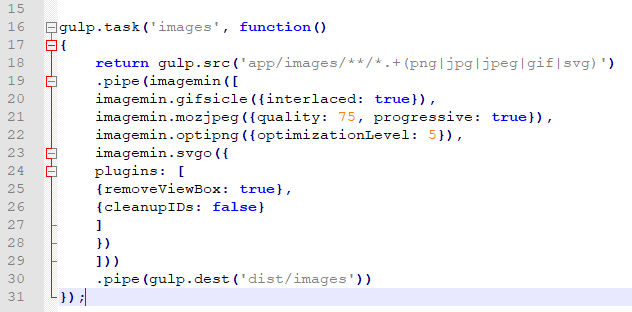 15
16 gulp.task('images', function()
17 {
18 return gulp.src('app/images/**/*.+(png|jpg|jpeg|gif|svg)')
19 .pipe(imagemin([
20 imagemin.gifsicle({interlaced: true}),
21 imagemin.mozjpeg({quality: 75, progressive: true}),
22 imagemin.optipng({optimizationLevel: 5}),
23 imagemin.svgo({
24 plugins: [
25 {removeViewBox: true},
26 {cleanupIDs: false}
27 ]
28 })
29 ]))
30 .pipe(gulp.dest('dist/images'))
31 });